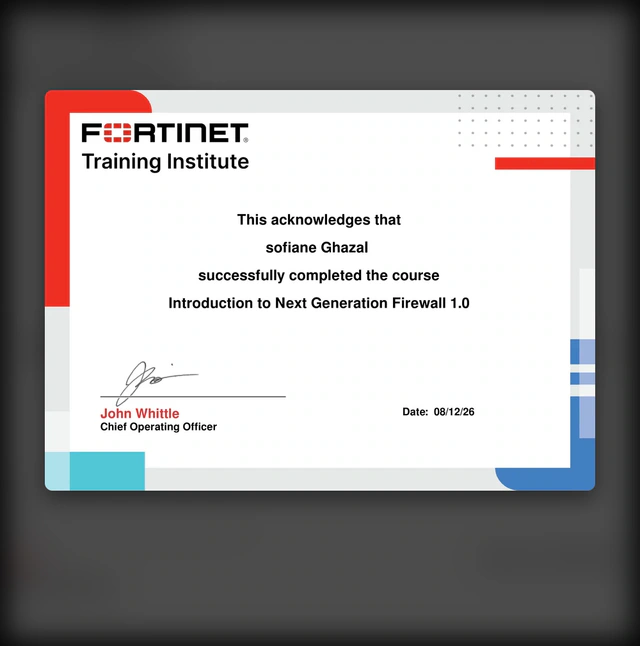 FORTINET
Training Institute
This acknowledges that
sofiane Ghazal
successfully completed the course
Introduction to Next Generation Firewall 1.0
John Whittle
Chief Operating Officer
Date: 08/12/26